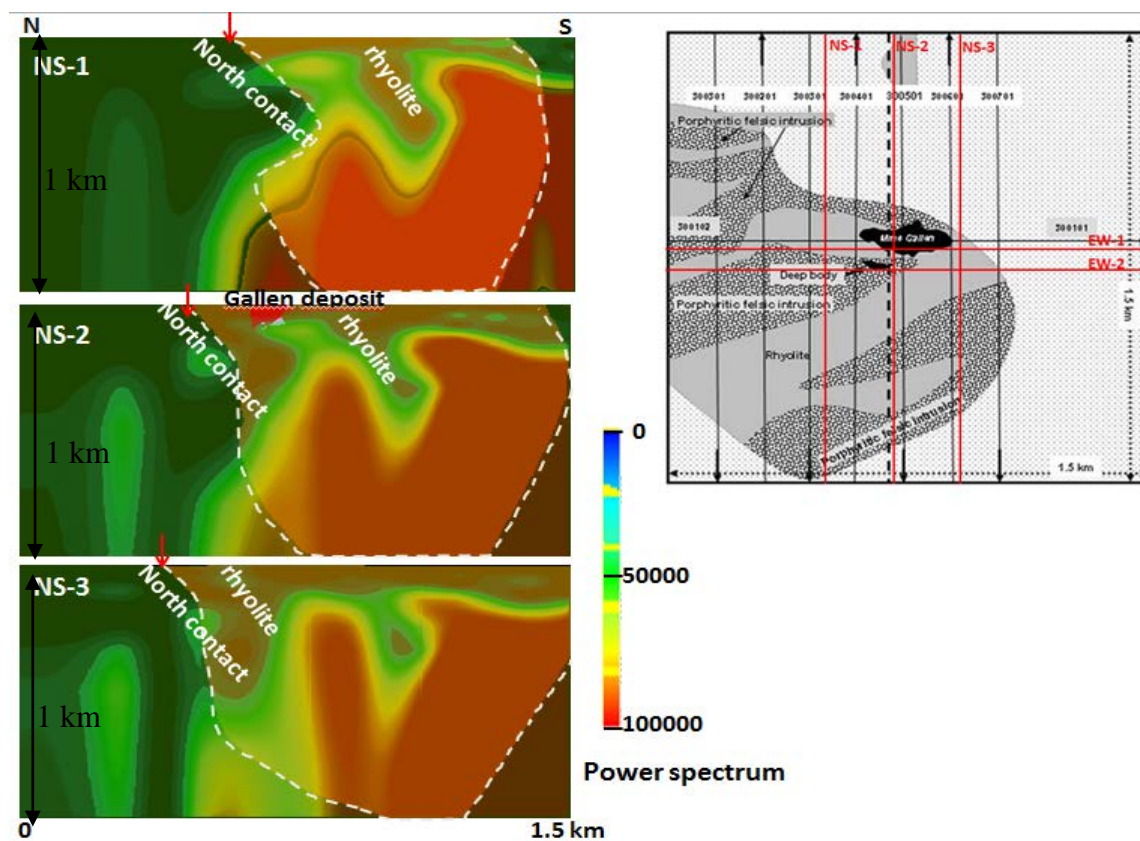 N
S
NS-1
North contact
rhyolite
1 km
Gallen deposit
NS-2
North contact
rhyolite
1 km
NS-3
North contact
rhyolite
1 km
0
1.5 km
0
50000
100000
Power spectrum
NS-1
NS-2
NS-3
300201
300301
300401
300501
300601
300701
Porphyritic felsic intrusion
300102
300101
Mine Gallen
EW-1
EW-2
Deep body
Porphyritic felsic intrusion
Rhyolite
Porphyritic felsic intrusion
1.5 km
1.5 km